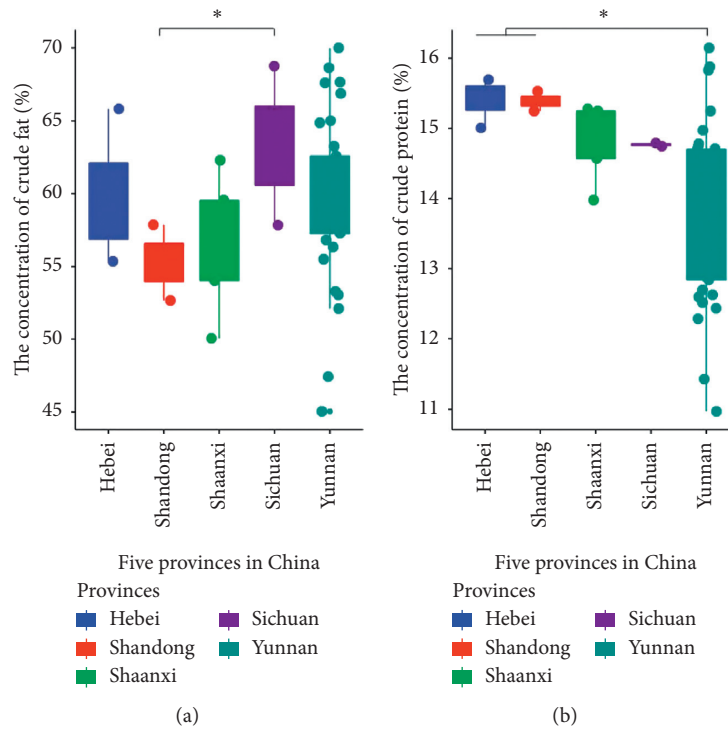 *
The concentration of crude fat (%)
70
65
60
55
50
45
Hebei
Shandong
Shaanxi
Sichuan
Yunnan
Five provinces in China
Provinces
Hebei
Sichuan
Shandong
Yunnan
Shaanxi
(a)
*
The concentration of crude protein (%)
16
15
14
13
12
11
Hebei
Shandong
Shaanxi
Sichuan
Yunnan
Five provinces in China
Provinces
Hebei
Sichuan
Shandong
Yunnan
Shaanxi
(b)